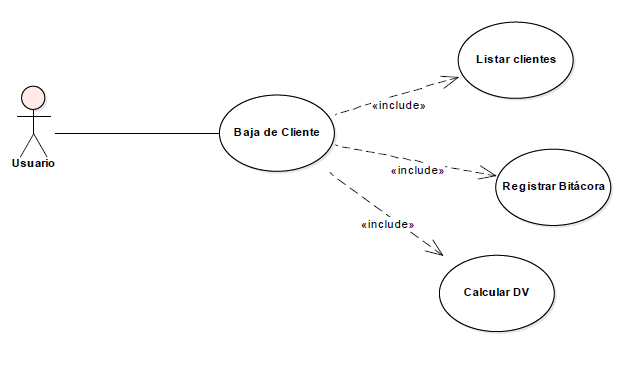 Listar clientes
«include»
Usuario
Baja de Cliente
«include»
Registrar Bitácora
«include»
Calcular DV